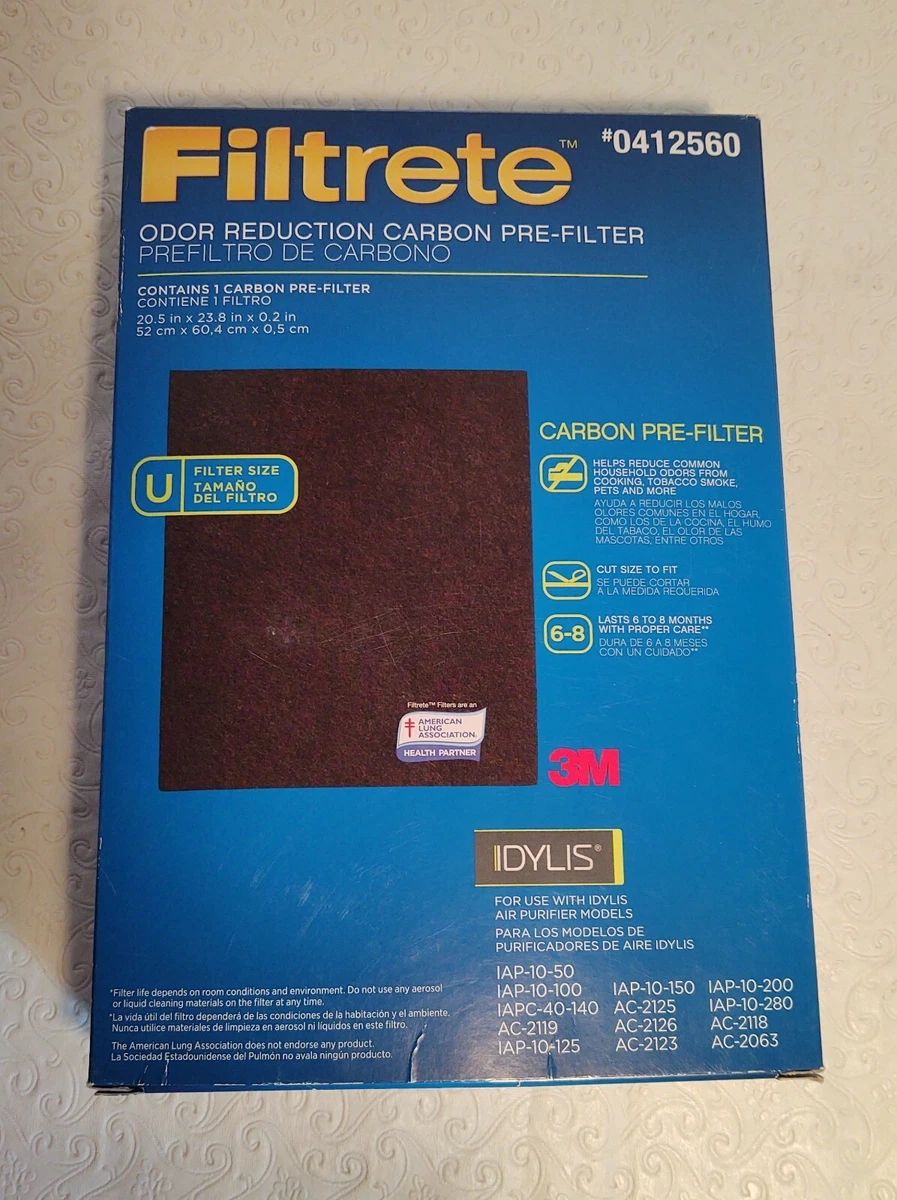 Filtrete™ #0412560
ODOR REDUCTION CARBON PRE-FILTER
PREFILTRO DE CARBONO
CONTAINS 1 CARBON PRE-FILTER
CONTIENE 1 FILTRO
20.5 in x 23.8 in x 0.2 in
52 cm x 60,4 cm x 0,5 cm
U
FILTER SIZE
TAMAÑO
DEL FILTRO
CARBON PRE-FILTER
HELPS REDUCE COMMON
HOUSEHOLD ODORS FROM
COOKING, TOBACCO SMOKE,
PETS AND MORE
AYUDA A REDUCIR LOS MALOS
OLORES COMUNES EN EL HOGAR,
COMO LOS DE LA COCINA, EL HUMO
DEL TABACO, EL OLOR DE LAS
MASCOTAS, ENTRE OTROS
CUT SIZE TO FIT
SE PUEDE CORTAR
A LA MEDIDA REQUERIDA
6-8
LASTS 6 TO 8 MONTHS
WITH PROPER CARE**
DURA DE 6 A 8 MESES
CON UN CUIDADO**
Filtrete™ Filters are an
AMERICAN
LUNG
ASSOCIATION®
HEALTH PARTNER
3M
IDYLIS®
FOR USE WITH IDYLIS
AIR PURIFIER MODELS
PARA LOS MODELOS DE
PURIFICADORES DE AIRE IDYLIS
IAP-10-50
IAP-10-100 IAP-10-150 IAP-10-200
IAPC-40-140 AC-2125 IAP-10-280
AC-2119 AC-2126 AC-2118
IAP-10-125 AC-2123 AC-2063
*Filter life depends on room conditions and environment. Do not use any aerosol
or liquid cleaning materials on the filter at any time.
*La vida útil del filtro dependerá de las condiciones de la habitación y el ambiente.
Nunca utilice materiales de limpieza en aerosol ni líquidos en este filtro.
The American Lung Association does not endorse any product.
La Sociedad Estadounidense del Pulmón no avala ningún producto.